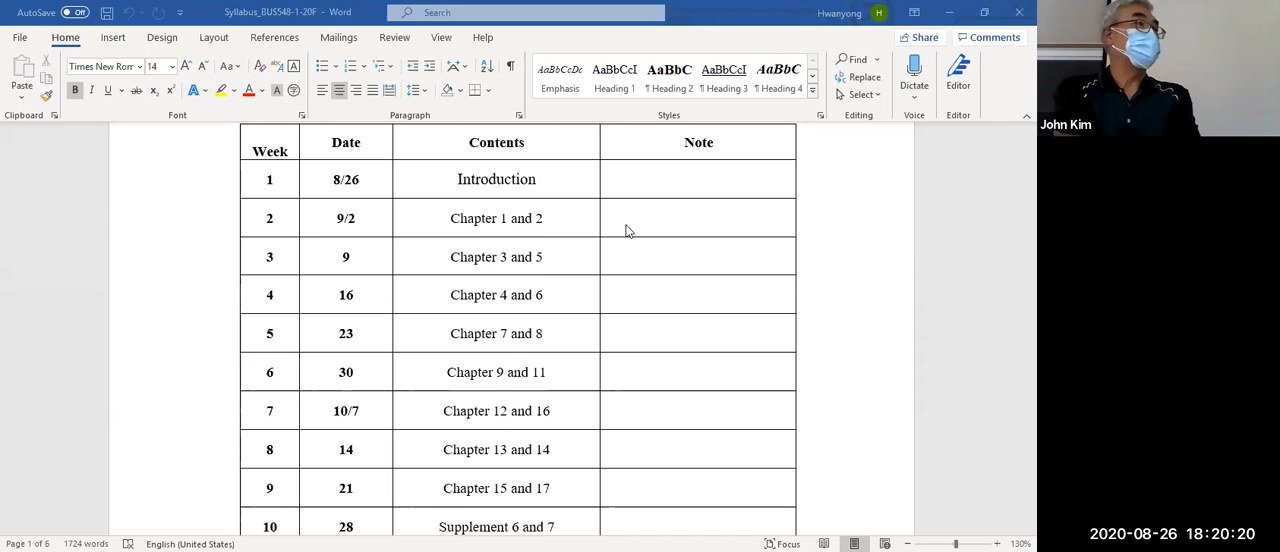 AutoSave Off Syllabus_BUS548-1-20F - Word Search Hwanyong H
File Home Insert Design Layout References Mailings Review View Help Share Comments
Times New Rorr 14 Aa A AaBbCcDc AaBbCcI AaBbC AaBbCcI AaBbC Find
Paste B I U ab x₂ x² A A A Emphasis Heading 1 ¶ Heading 2 ¶ Heading 3 ¶ Heading 4 Replace Dictate Editor
Select
Clipboard Font Paragraph Styles Editing Voice Editor
John Kim
Week Date Contents Note
1 8/26 Introduction
2 9/2 Chapter 1 and 2
3 9 Chapter 3 and 5
4 16 Chapter 4 and 6
5 23 Chapter 7 and 8
6 30 Chapter 9 and 11
7 10/7 Chapter 12 and 16
8 14 Chapter 13 and 14
9 21 Chapter 15 and 17
10 28 Supplement 6 and 7
Page 1 of 6 1724 words English (United States) Focus 130%
2020-08-26 18:20:20